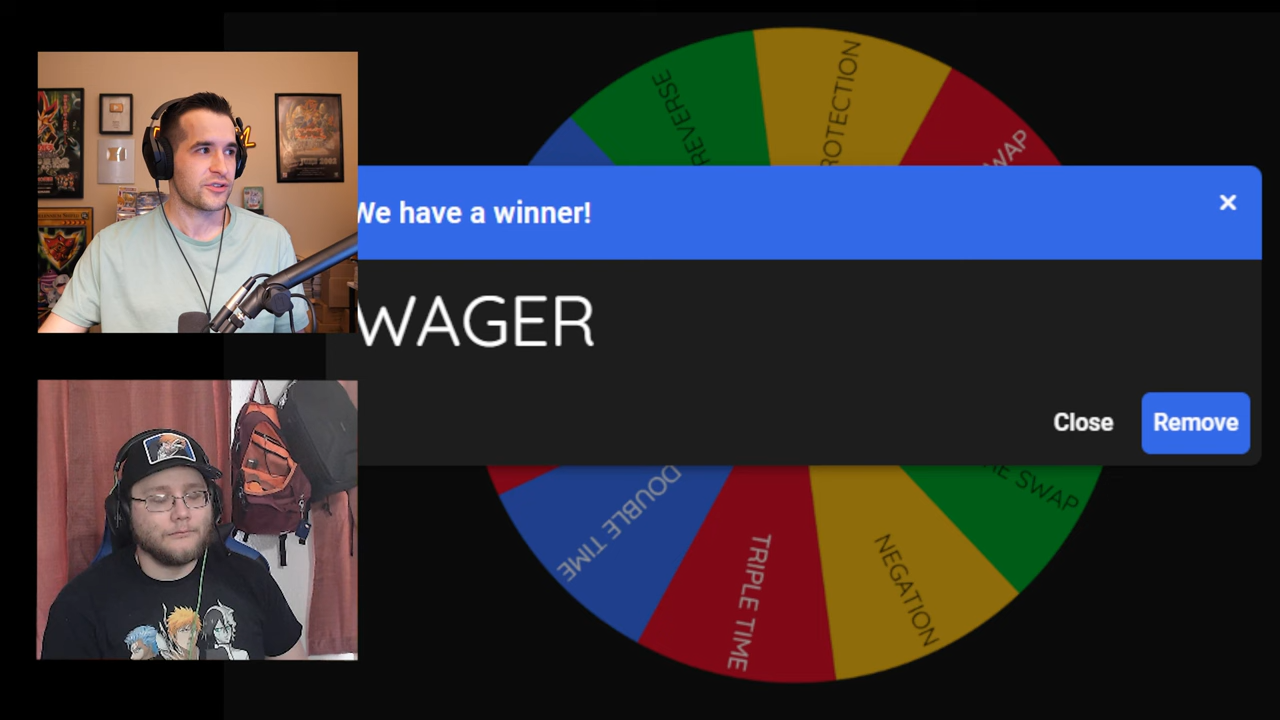 REVERSE
ROTECTION
WAP
We have a winner!
×
WAGER
Close
Remove
DOUBLE TIME
TRIPLE TIME
NEGATION
SWAP